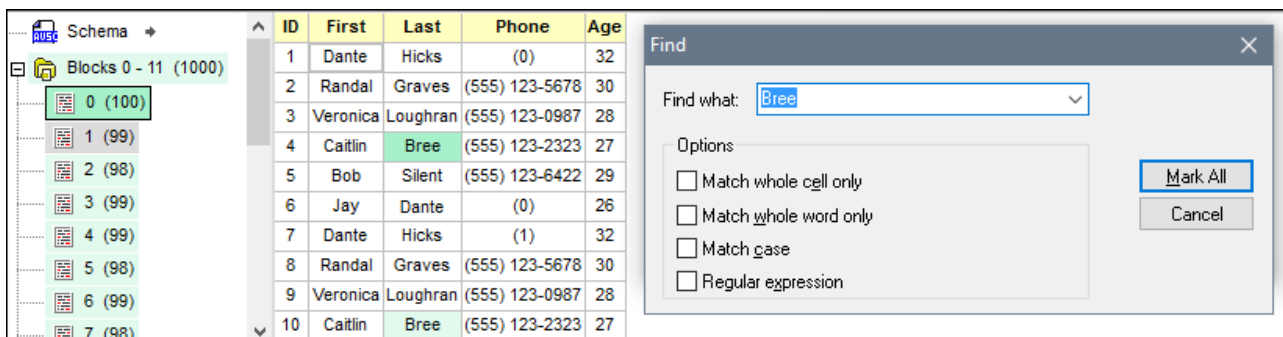 AVSC Schema
Blocks 0 - 11 (1000)
0 (100)
1 (99)
2 (98)
3 (99)
4 (99)
5 (98)
6 (99)
7 (98)
ID First Last Phone Age
1 Dante Hicks (0) 32
2 Randal Graves (555) 123-5678 30
3 Veronica Loughran (555) 123-0987 28
4 Caitlin Bree (555) 123-2323 27
5 Bob Silent (555) 123-6422 29
6 Jay Dante (0) 26
7 Dante Hicks (1) 32
8 Randal Graves (555) 123-5678 30
9 Veronica Loughran (555) 123-0987 28
10 Caitlin Bree (555) 123-2323 27
Find
Find what: Bree
Options
Match whole cell only
Match whole word only
Match case
Regular expression
Mark All
Cancel